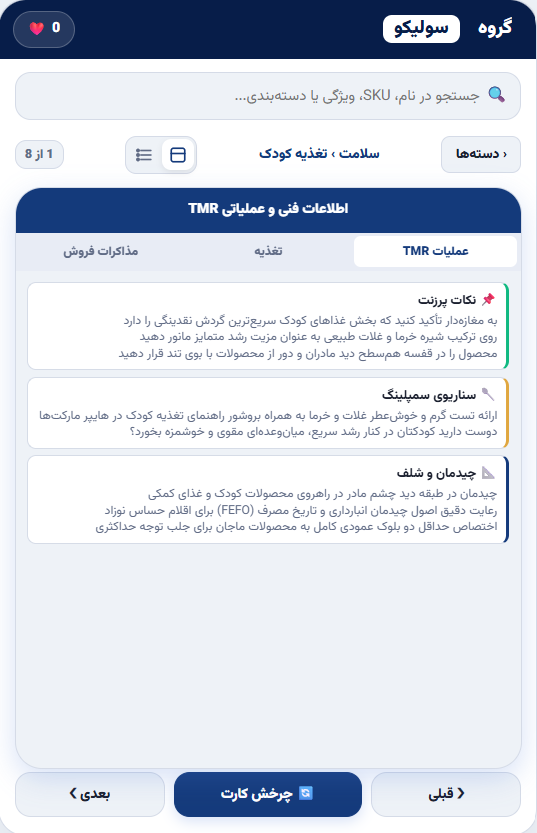 گروه سولیکو
0
جستجو در نام، SKU، ویژگی یا دسته‌بندی...
‹ دسته‌ها
سلامت › تغذیه کودک
1 از 8
اطلاعات فنی و عملیاتی TMR
عملیات TMR
تغذیه
مذاکرات فروش
نکات پرزنت
به مغازه‌دار تأکید کنید که بخش غذاهای کودک سریع‌ترین گردش نقدینگی را دارد
روی ترکیب شیره خرما و غلات طبیعی به عنوان مزیت رشد متمایز مانور دهید
محصول را در قفسه هم‌سطح دید مادران و دور از محصولات با بوی تند قرار دهید
سناریوی سمپلینگ
ارائه تست گرم و خوش‌عطر غلات و خرما به همراه بروشور راهنمای تغذیه کودک در هایپر مارکت‌ها
دوست دارید کودکتان در کنار رشد سریع، میان‌وعده‌ای مقوی و خوشمزه بخورد؟
چیدمان و شلف
چیدمان در طبقه دید چشم مادر در راهروی محصولات کودک و غذای کمکی
رعایت دقیق اصول چیدمان انبارداری و تاریخ مصرف (FEFO) برای اقلام حساس نوزاد
اختصاص حداقل دو بلوک عمودی کامل به محصولات ماجان برای جلب توجه حداکثری
❮ قبلی
چرخش کارت
بعدی ❯